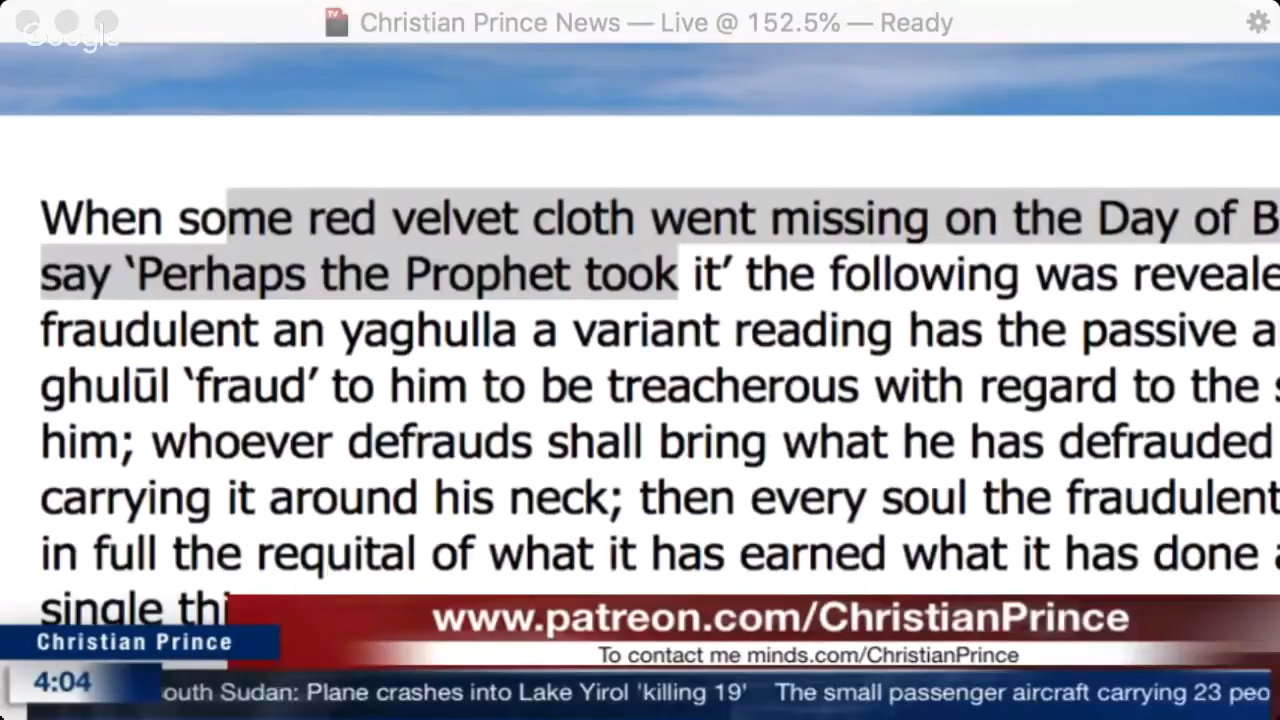 Christian Prince News — Live @ 152.5% — Ready
Google
When some red velvet cloth went missing on the Day of B
say ‘Perhaps the Prophet took it’ the following was reveale
fraudulent an yaghulla a variant reading has the passive a
ghulūl ‘fraud’ to him to be treacherous with regard to the s
him; whoever defrauds shall bring what he has defrauded
carrying it around his neck; then every soul the fraudulent
in full the requital of what it has earned what it has done a
single thi
www.patreon.com/ChristianPrince
Christian Prince
To contact me minds.com/ChristianPrince
4:04
outh Sudan: Plane crashes into Lake Yirol 'killing 19' The small passenger aircraft carrying 23 peo